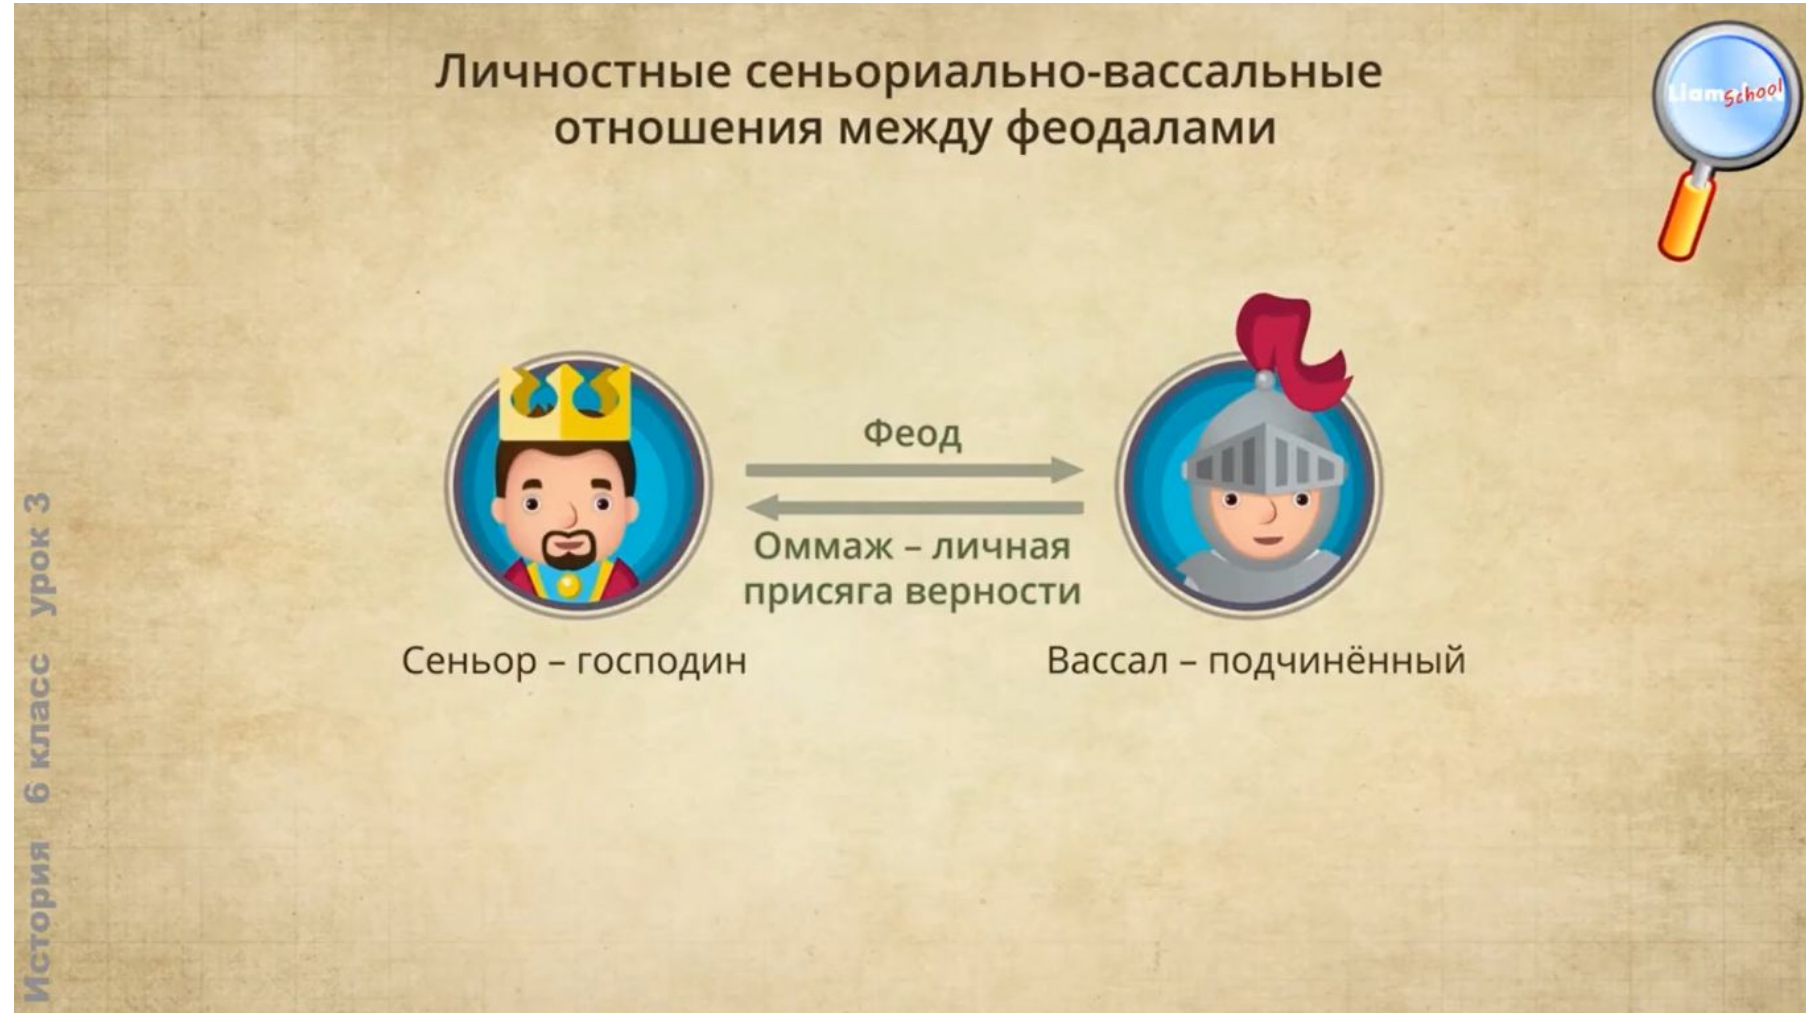 Личностные сеньориально-вассальные
отношения между феодалами
LiamSchool
Феод
Оммаж – личная
присяга верности
Сеньор – господин
Вассал – подчинённый
История 6 класс урок 3